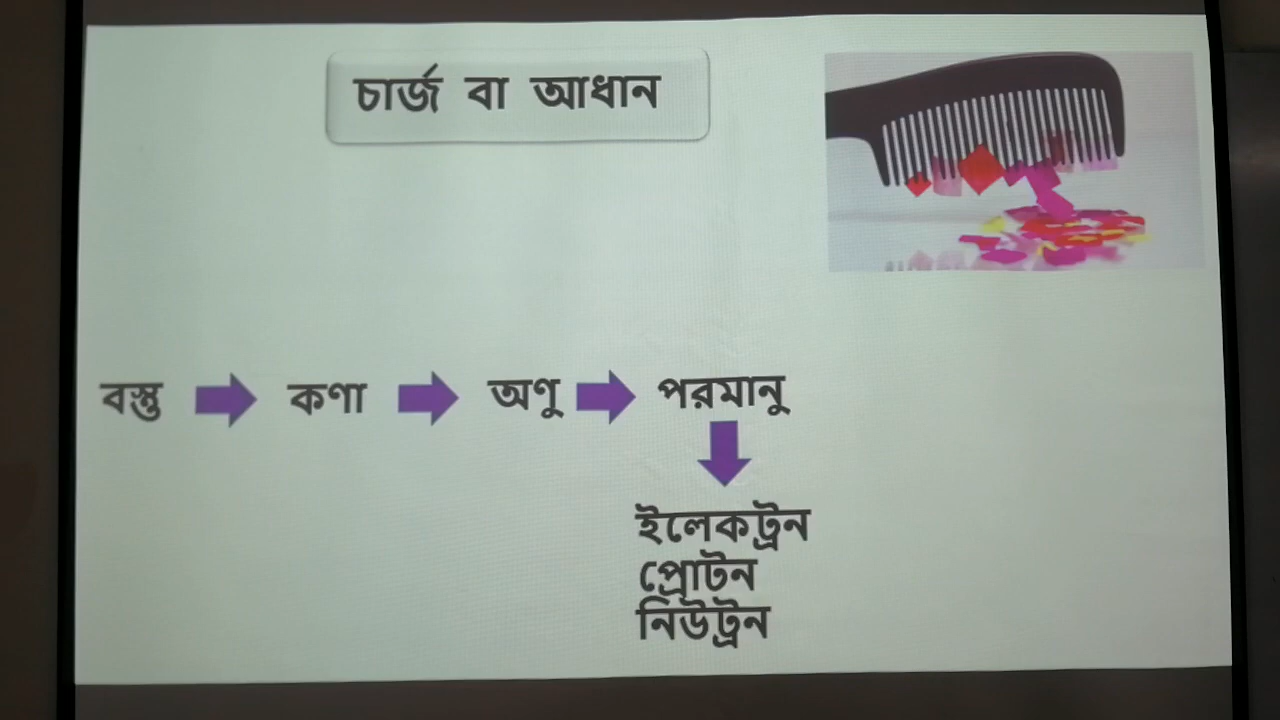 চার্জ বা আধান
বস্তু কণা অণু পরমানু
ইলেকট্রন
প্রোটন
নিউট্রন